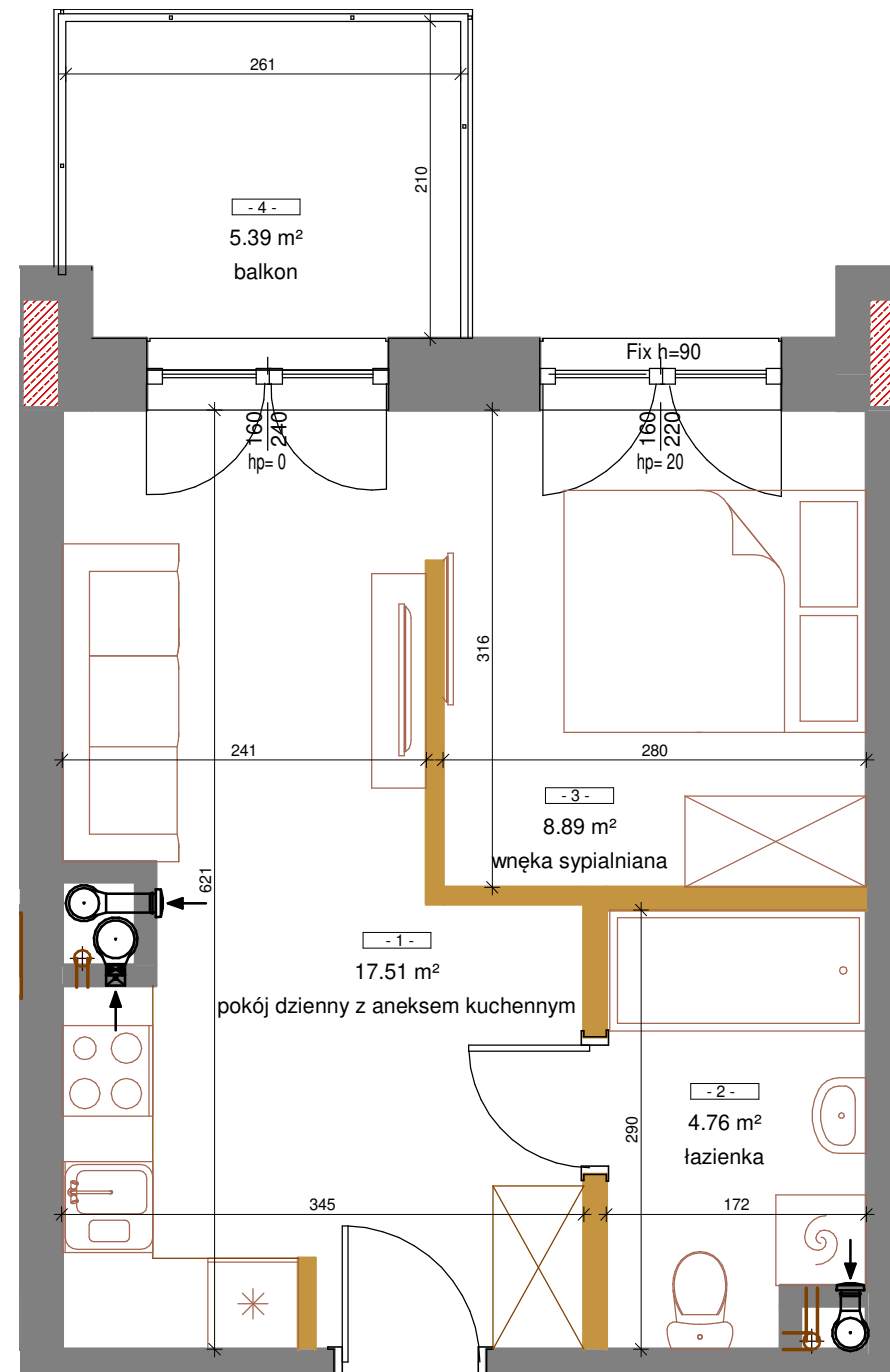 261
210
- 4 -
5.39 m²
balkon
Fix h=90
160
240
hp= 0
160
220
hp= 20
316
241
280
- 3 -
8.89 m²
wnęka sypialniana
621
- 1 -
17.51 m²
pokój dzienny z aneksem kuchennym
- 2 -
4.76 m²
łazienka
290
345
172